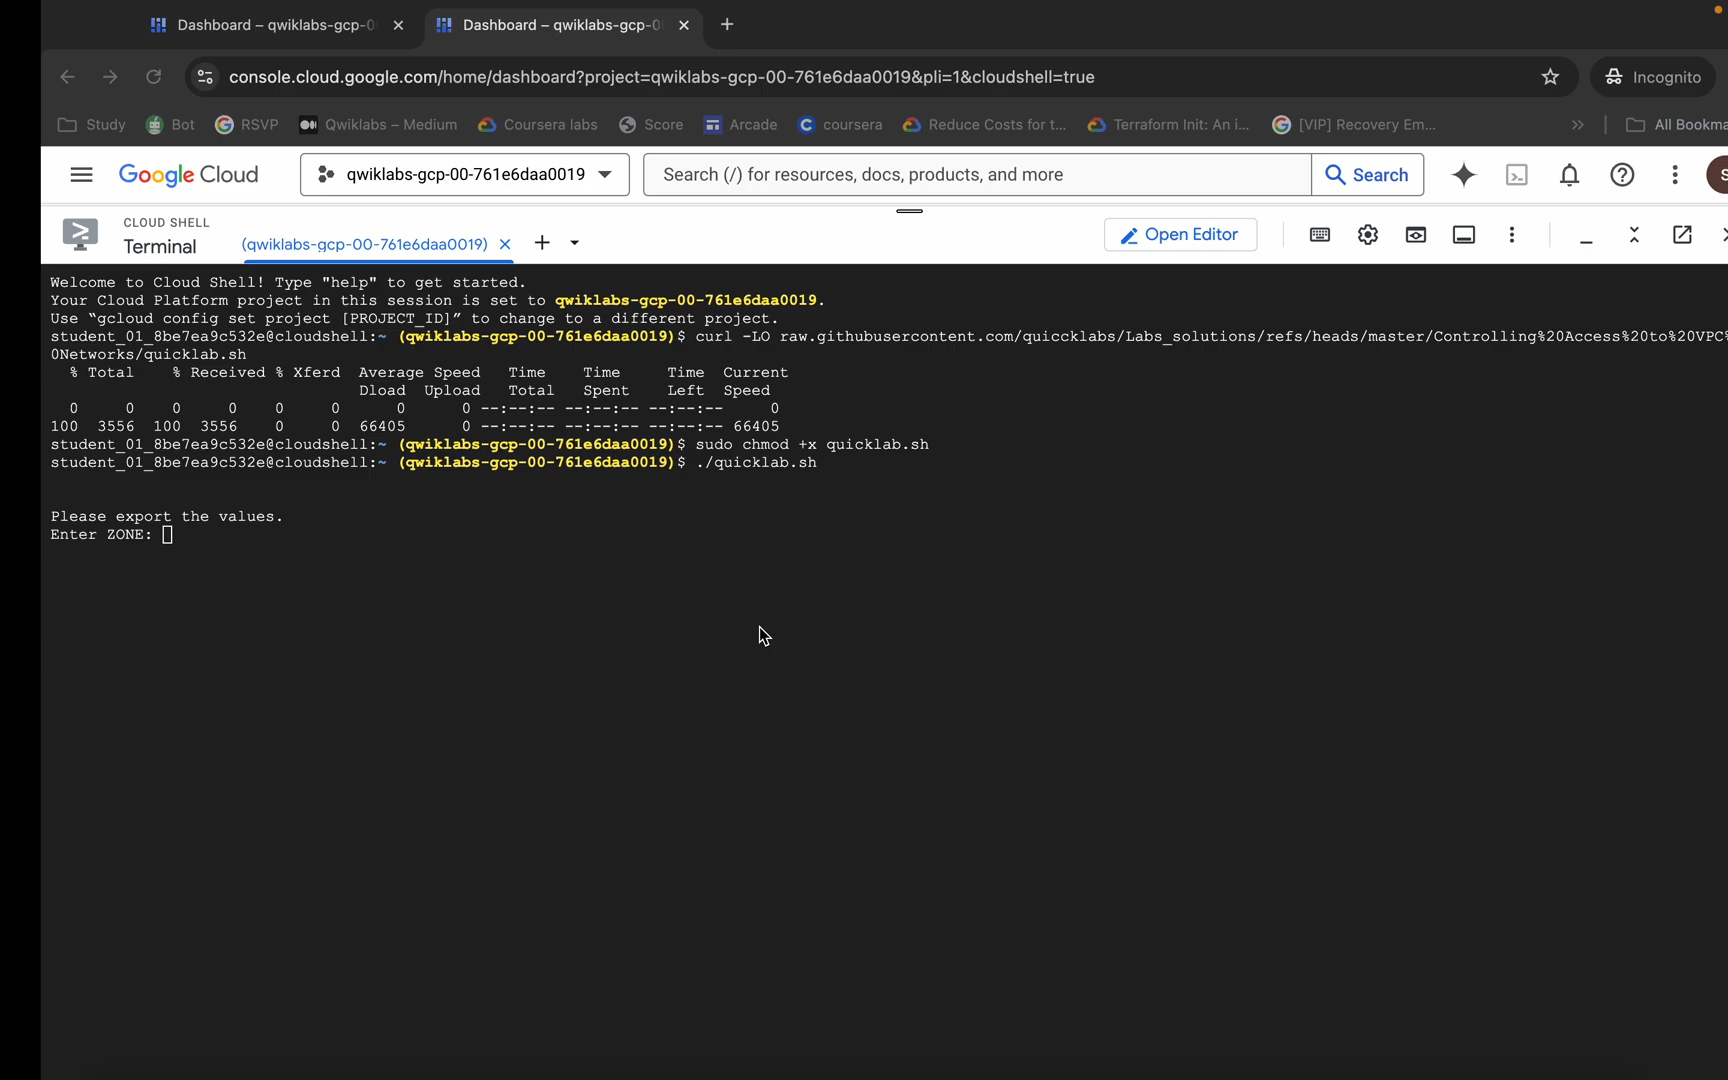 Dashboard – qwiklabs-gcp-0
Dashboard – qwiklabs-gcp-0
console.cloud.google.com/home/dashboard?project=qwiklabs-gcp-00-761e6daa0019&pli=1&cloudshell=true
Incognito
Study
Bot
RSVP
Qwiklabs – Medium
Coursera labs
Score
Arcade
coursera
Reduce Costs for t...
Terraform Init: An i...
[VIP] Recovery Em...
All Bookma
Google Cloud
qwiklabs-gcp-00-761e6daa0019
Search (/) for resources, docs, products, and more
Search
S
CLOUD SHELL
Terminal
(qwiklabs-gcp-00-761e6daa0019)
Open Editor
Welcome to Cloud Shell! Type "help" to get started.
Your Cloud Platform project in this session is set to qwiklabs-gcp-00-761e6daa0019.
Use “gcloud config set project [PROJECT_ID]” to change to a different project.
student_01_8be7ea9c532e@cloudshell:~ (qwiklabs-gcp-00-761e6daa0019)$ curl -LO raw.githubusercontent.com/quiccklabs/Labs_solutions/refs/heads/master/Controlling%20Access%20to%20VPC%
0Networks/quicklab.sh
% Total % Received % Xferd Average Speed Time Time Time Current
Dload Upload Total Spent Left Speed
0 0 0 0 0 0 0 0 --:--:-- --:--:-- --:--:-- 0
100 3556 100 3556 0 0 66405 0 --:--:-- --:--:-- --:--:-- 66405
student_01_8be7ea9c532e@cloudshell:~ (qwiklabs-gcp-00-761e6daa0019)$ sudo chmod +x quicklab.sh
student_01_8be7ea9c532e@cloudshell:~ (qwiklabs-gcp-00-761e6daa0019)$ ./quicklab.sh
Please export the values.
Enter ZONE: